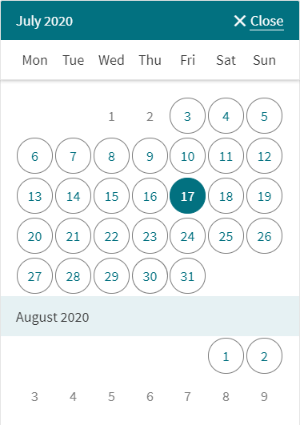 July 2020 Close
Mon Tue Wed Thu Fri Sat Sun
1 2 3 4 5
6 7 8 9 10 11 12
13 14 15 16 17 18 19
20 21 22 23 24 25 26
27 28 29 30 31
August 2020
1 2
3 4 5 6 7 8 9